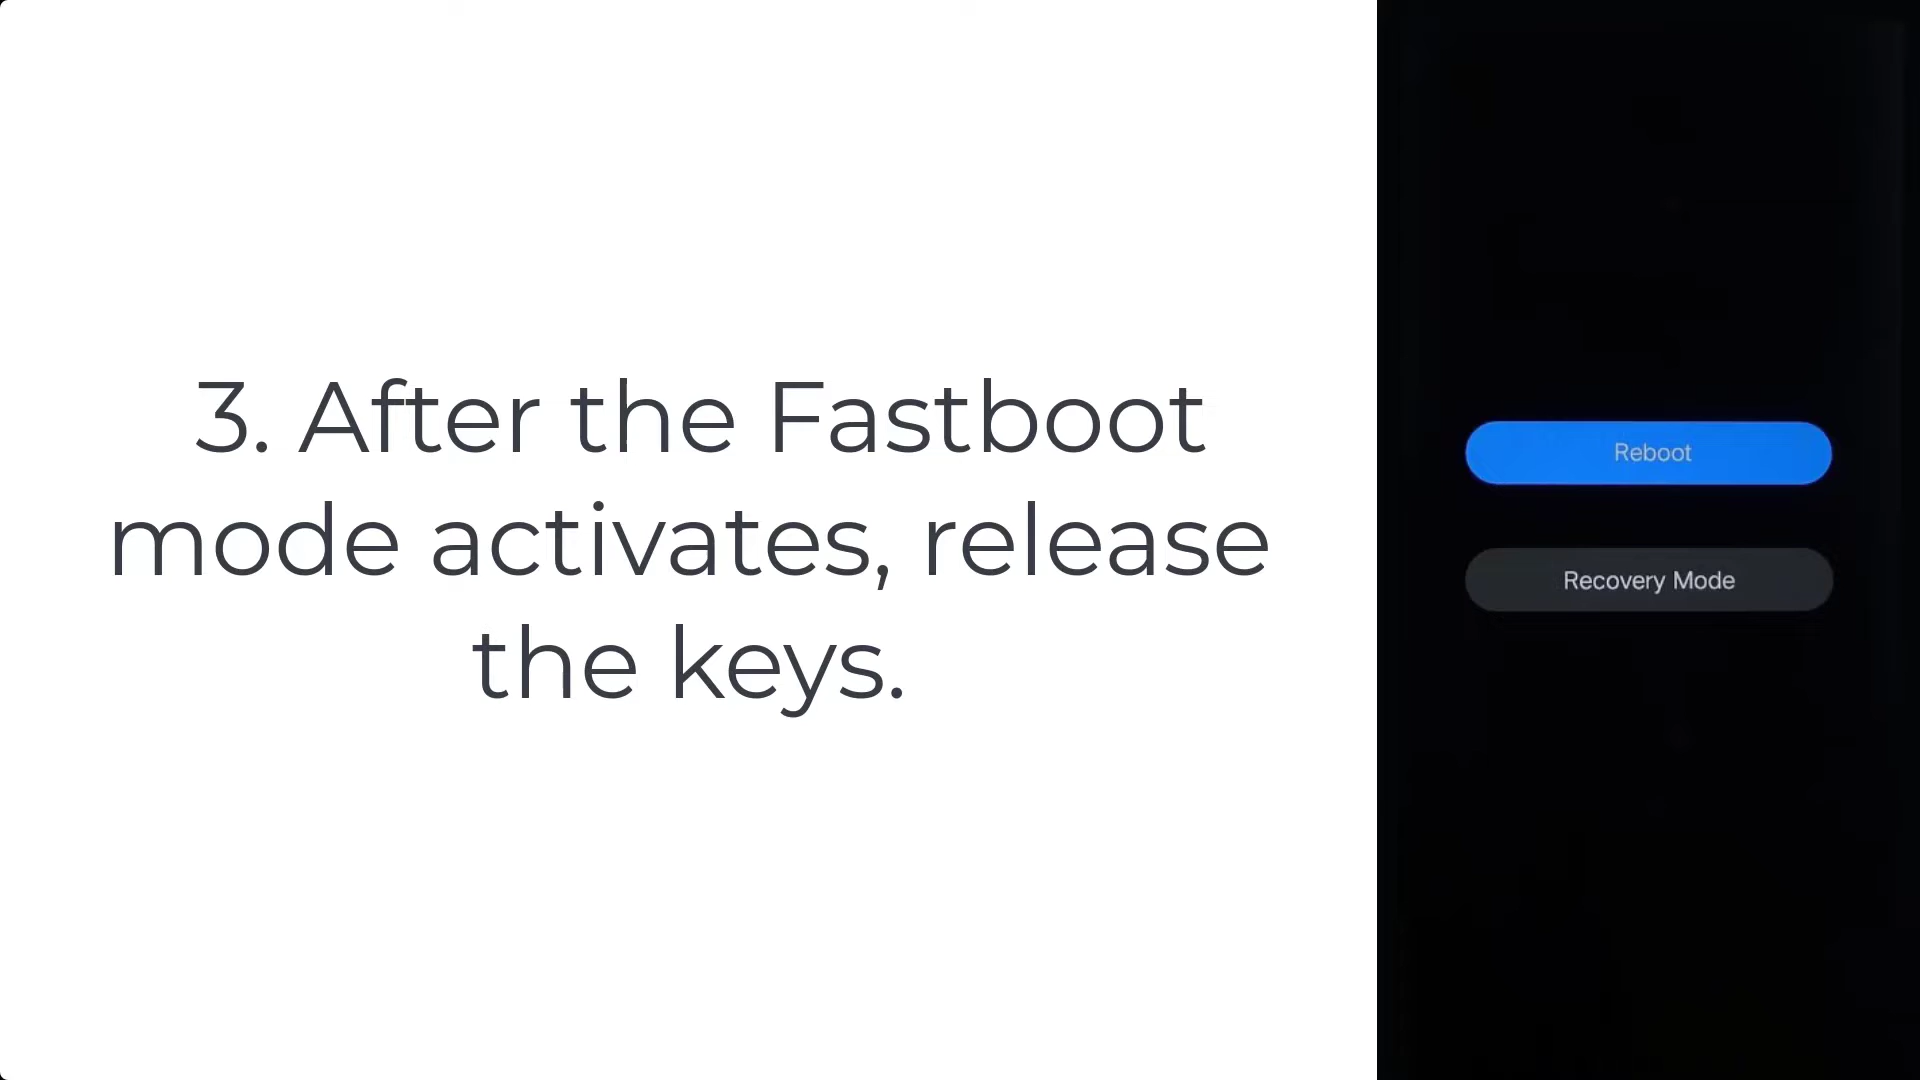 3. After the Fastboot
mode activates, release
the keys.
Reboot
Recovery Mode